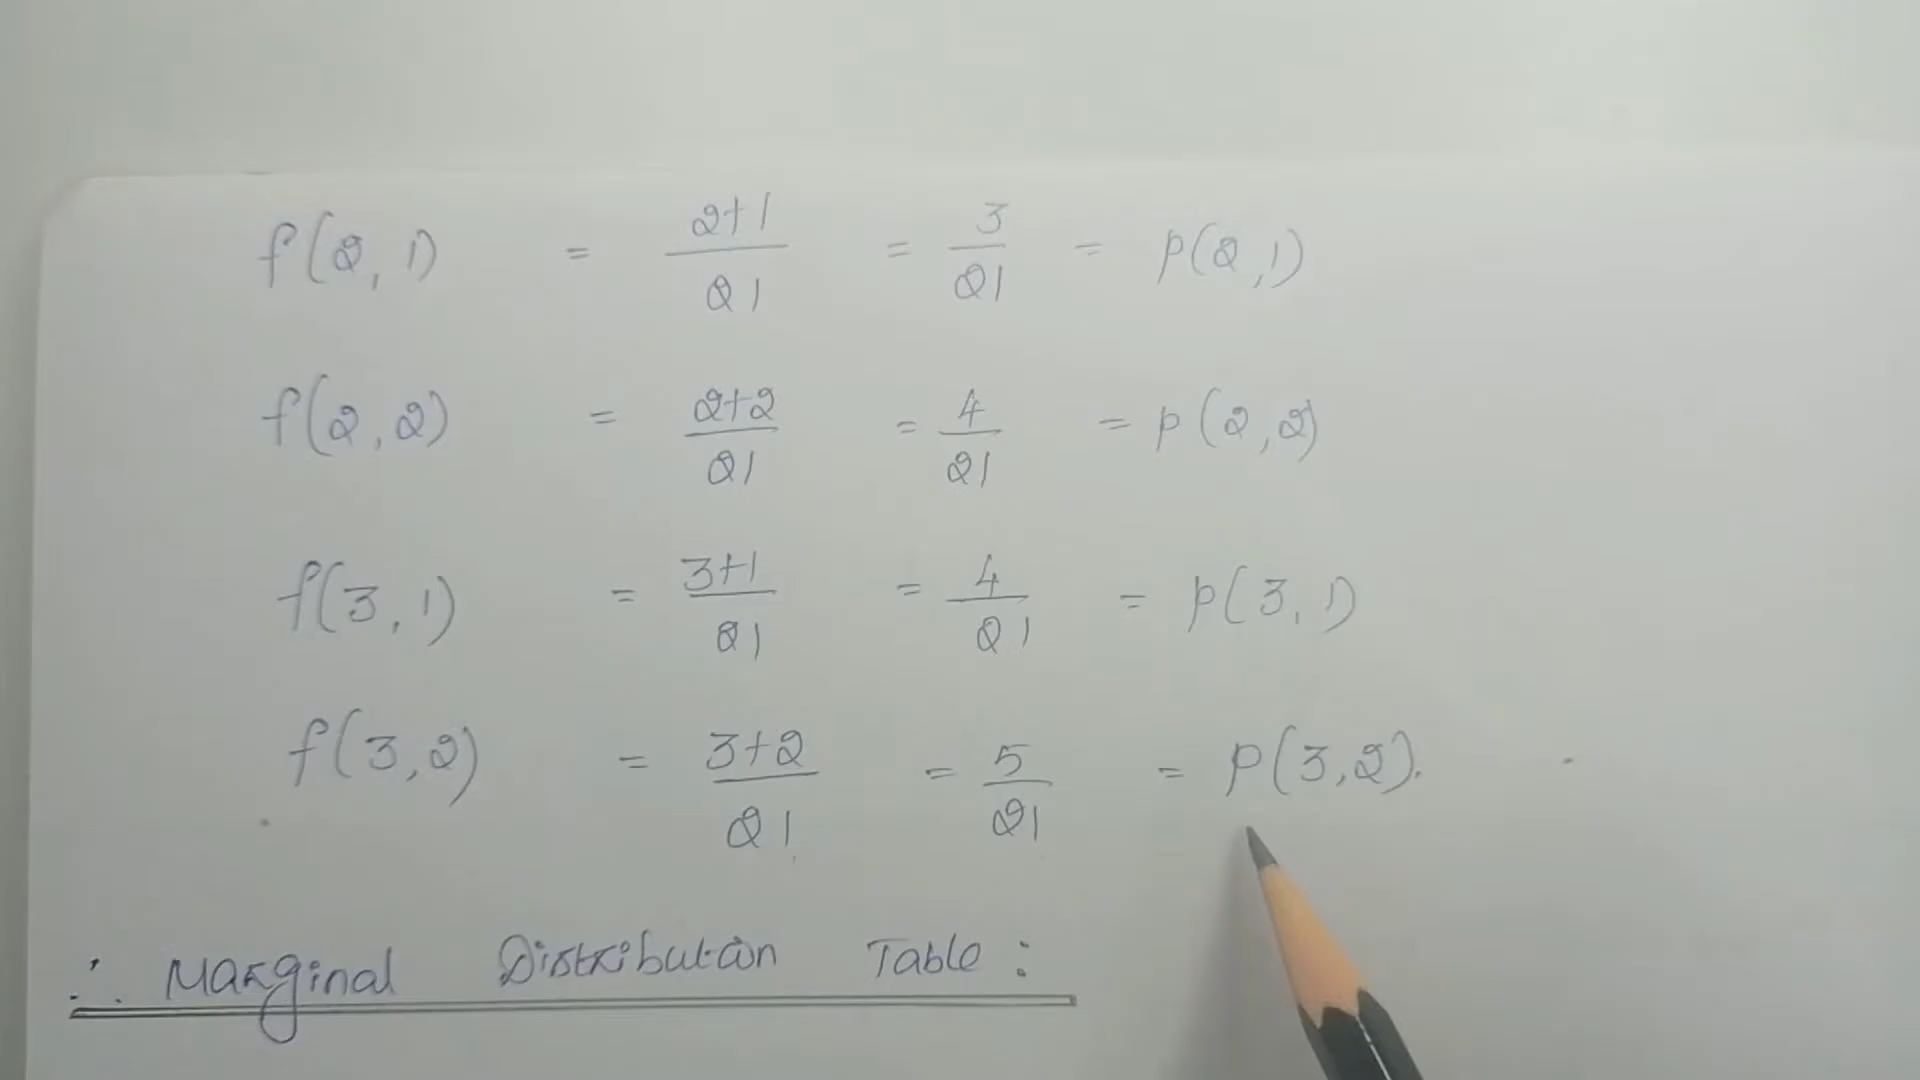 f(2,1) = 2+1/21 = 3/21 = p(2,1)
f(2,2) = 2+2/21 = 4/21 = p(2,2)
f(3,1) = 3+1/21 = 4/21 = p(3,1)
f(3,2) = 3+2/21 = 5/21 = p(3,2).
∴ Marginal Distribution Table :